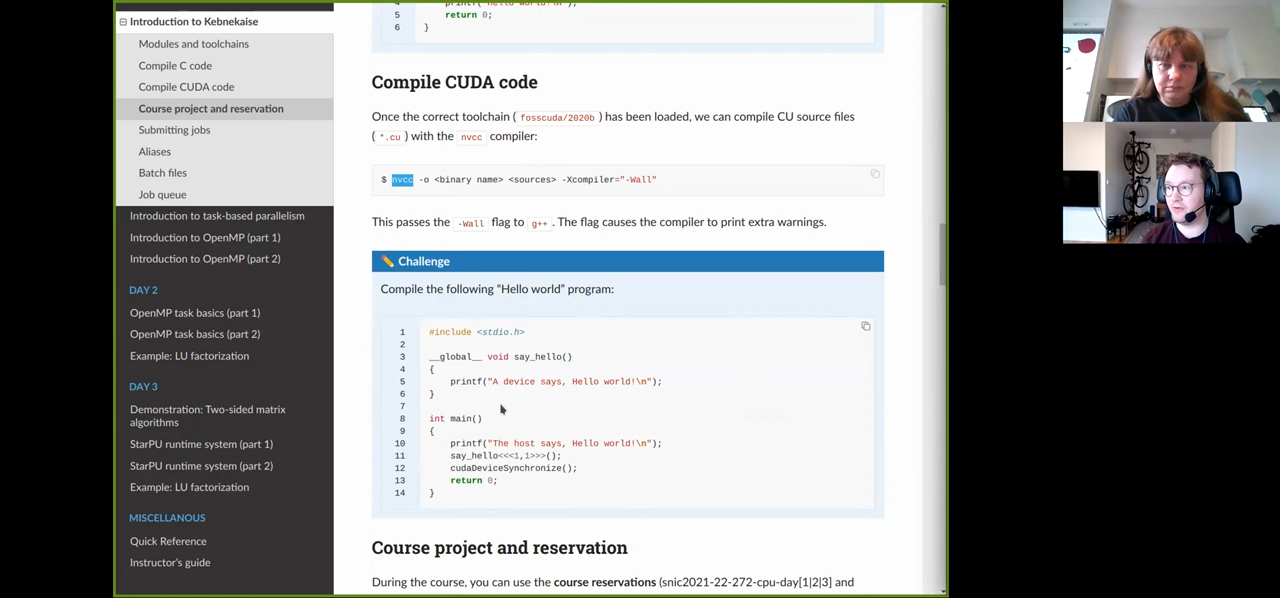 Introduction to Kebnekaise
Modules and toolchains
Compile C code
Compile CUDA code
Course project and reservation
Submitting jobs
Aliases
Batch files
Job queue
Introduction to task-based parallelism
Introduction to OpenMP (part 1)
Introduction to OpenMP (part 2)
DAY 2
OpenMP task basics (part 1)
OpenMP task basics (part 2)
Example: LU factorization
DAY 3
Demonstration: Two-sided matrix
algorithms
StarPU runtime system (part 1)
StarPU runtime system (part 2)
Example: LU factorization
MISCELLANOUS
Quick Reference
Instructor's guide
5 return 0;
6 }
Compile CUDA code
Once the correct toolchain ( fosscuda/2020b ) has been loaded, we can compile CU source files
( *.cu ) with the nvcc compiler:
$ nvcc -o <binary name> <sources> -Xcompiler="-Wall"
This passes the -Wall flag to g++ . The flag causes the compiler to print extra warnings.
Challenge
Compile the following “Hello world” program:
1 #include <stdio.h>
2
3 __global__ void say_hello()
4 {
5 printf("A device says, Hello world!\n");
6 }
7
8 int main()
9 {
10 printf("The host says, Hello world!\n");
11 say_hello<<<1,1>>>();
12 cudaDeviceSynchronize();
13 return 0;
14 }
Course project and reservation
During the course, you can use the course reservations (snic2021-22-272-cpu-day[1|2|3] and